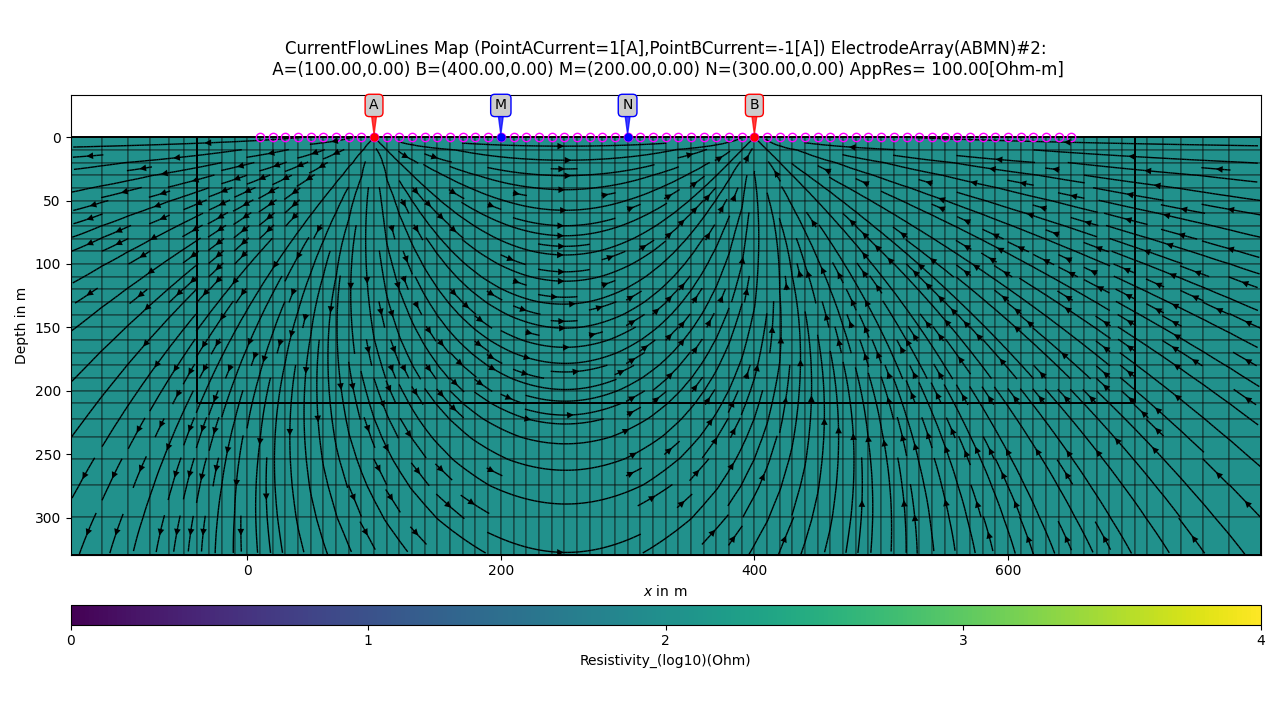 CurrentFlowLines Map (PointACurrent=1[A],PointBCurrent=-1[A]) ElectrodeArray(ABMN)#2:
A=(100.00,0.00) B=(400.00,0.00) M=(200.00,0.00) N=(300.00,0.00) AppRes= 100.00[Ohm-m]
A M N B
0
50
100
150
200
250
300
Depth in m
0 200 400 600
x in m
0 1 2 3 4
Resistivity_(log10)(Ohm)